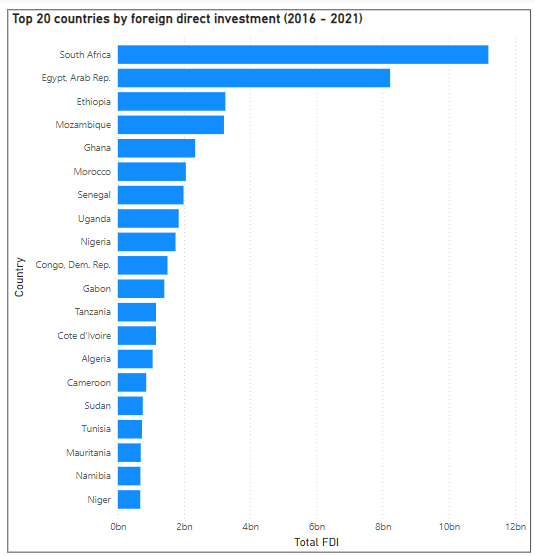 Top 20 countries by foreign direct investment (2016 - 2021)
South Africa
Egypt, Arab Rep.
Ethiopia
Mozambique
Ghana
Morocco
Senegal
Uganda
Nigeria
Congo, Dem. Rep.
Gabon
Tanzania
Cote d'Ivoire
Algeria
Cameroon
Sudan
Tunisia
Mauritania
Namibia
Niger
Country
0bn 2bn 4bn 6bn 8bn 10bn 12bn
Total FDI